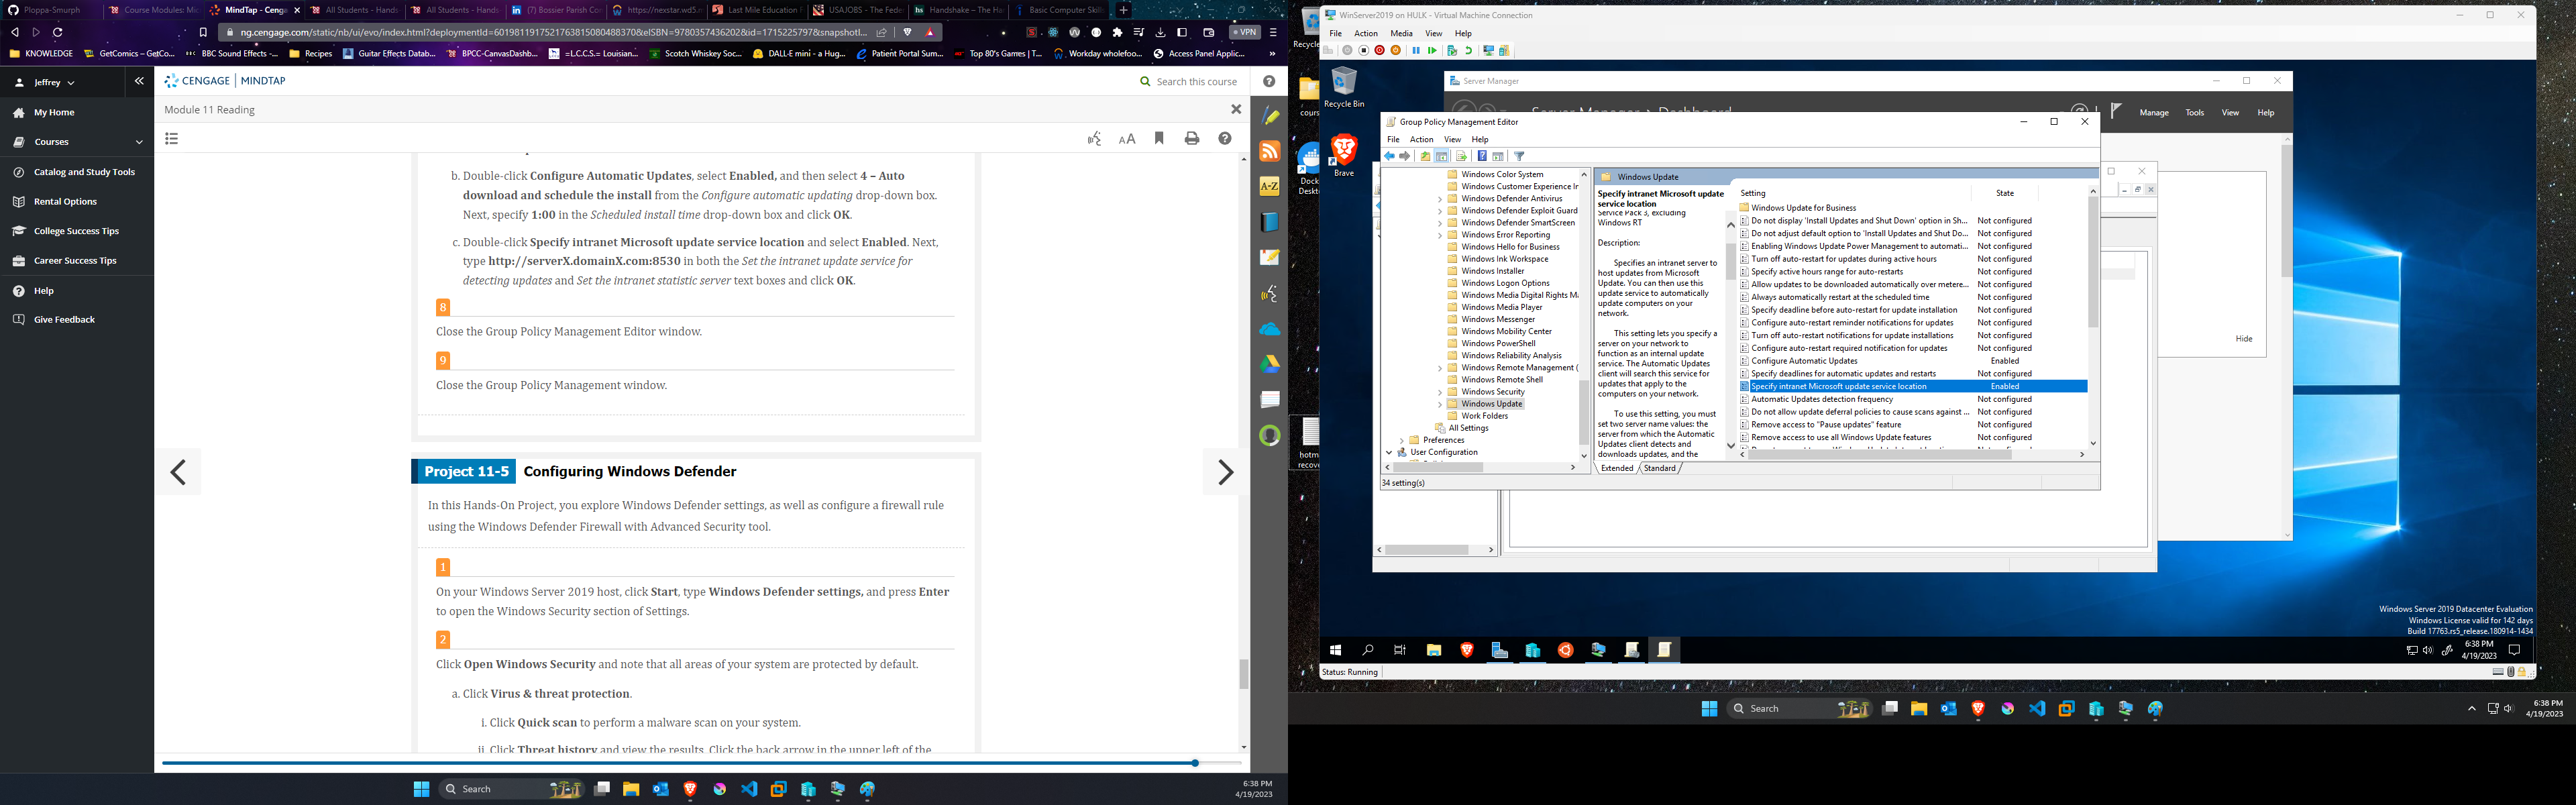 Ploppa-Smurph
Course Modules: Mic
MindTap - Cenga
All Students - Hands
All Students - Hands
(7) Bossier Parish Con
https://nexstar.wd5.m
Last Mile Education F
USAJOBS - The Feder
Handshake – The Ha
Basic Computer Skills
ng.cengage.com/static/nb/ui/evo/index.html?deploymentId=6019811917521763815080488370&eISBN=9780357436202&id=1715225797&snapshotI...
VPN
KNOWLEDGE
GetComics – GetCo...
BBC Sound Effects -...
Recipes
Guitar Effects Datab...
BPCC-CanvasDashb...
=L.C.C.S.= Louisian...
Scotch Whiskey Soc...
DALL·E mini - a Hug...
Patient Portal Sum...
Top 80's Games | T...
Workday wholefoo...
Access Panel Applic...
»
Jeffrey
My Home
Courses
Catalog and Study Tools
Rental Options
College Success Tips
Career Success Tips
Help
Give Feedback
CENGAGE | MINDTAP
Search this course
Module 11 Reading
AA
A-Z
b. Double-click Configure Automatic Updates, select Enabled, and then select 4 – Auto
download and schedule the install from the Configure automatic updating drop-down box.
Next, specify 1:00 in the Scheduled install time drop-down box and click OK.
c. Double-click Specify intranet Microsoft update service location and select Enabled. Next,
type http://serverX.domainX.com:8530 in both the Set the intranet update service for
detecting updates and Set the intranet statistic server text boxes and click OK.
8
Close the Group Policy Management Editor window.
9
Close the Group Policy Management window.
Project 11-5 Configuring Windows Defender
In this Hands-On Project, you explore Windows Defender settings, as well as configure a firewall rule
using the Windows Defender Firewall with Advanced Security tool.
1
On your Windows Server 2019 host, click Start, type Windows Defender settings, and press Enter
to open the Windows Security section of Settings.
2
Click Open Windows Security and note that all areas of your system are protected by default.
a. Click Virus & threat protection.
i. Click Quick scan to perform a malware scan on your system.
ii. Click Threat history and view the results. Click the back arrow in the upper left of the
Search
6:38 PM
4/19/2023
Recycle
cours
Dock
Deskt
hotm
recov
WinServer2019 on HULK - Virtual Machine Connection
File Action Media View Help
Recycle Bin
Brave
Server Manager
Server Manager • Dashboard
Manage Tools View Help
Hide
Group Policy Management Editor
File Action View Help
Windows Color System
Windows Customer Experience Ir
Windows Defender Antivirus
Windows Defender Exploit Guard
Windows Defender SmartScreen
Windows Error Reporting
Windows Hello for Business
Windows Ink Workspace
Windows Installer
Windows Logon Options
Windows Media Digital Rights Ma
Windows Media Player
Windows Messenger
Windows Mobility Center
Windows PowerShell
Windows Reliability Analysis
Windows Remote Management (
Windows Remote Shell
Windows Security
Windows Update
Work Folders
All Settings
Preferences
User Configuration
Windows Update
Specify intranet Microsoft update
service location
Service Pack 3, excluding
Windows RT
Description:
Specifies an intranet server to
host updates from Microsoft
Update. You can then use this
update service to automatically
update computers on your
network.
This setting lets you specify a
server on your network to
function as an internal update
service. The Automatic Updates
client will search this service for
updates that apply to the
computers on your network.
To use this setting, you must
set two server name values: the
server from which the Automatic
Updates client detects and
downloads updates, and the
Setting State
Windows Update for Business
Do not display 'Install Updates and Shut Down' option in Sh... Not configured
Do not adjust default option to 'Install Updates and Shut Do... Not configured
Enabling Windows Update Power Management to automati... Not configured
Turn off auto-restart for updates during active hours Not configured
Specify active hours range for auto-restarts Not configured
Allow updates to be downloaded automatically over metere... Not configured
Always automatically restart at the scheduled time Not configured
Specify deadline before auto-restart for update installation Not configured
Configure auto-restart reminder notifications for updates Not configured
Turn off auto-restart notifications for update installations Not configured
Configure auto-restart required notification for updates Not configured
Configure Automatic Updates Enabled
Specify deadlines for automatic updates and restarts Not configured
Specify intranet Microsoft update service location Enabled
Automatic Updates detection frequency Not configured
Do not allow update deferral policies to cause scans against ... Not configured
Remove access to "Pause updates" feature Not configured
Remove access to use all Windows Update features Not configured
Extended Standard
34 setting(s)
Windows Server 2019 Datacenter Evaluation
Windows License valid for 142 days
Build 17763.rs5_release.180914-1434
6:38 PM
4/19/2023
Status: Running
Search
6:38 PM
4/19/2023